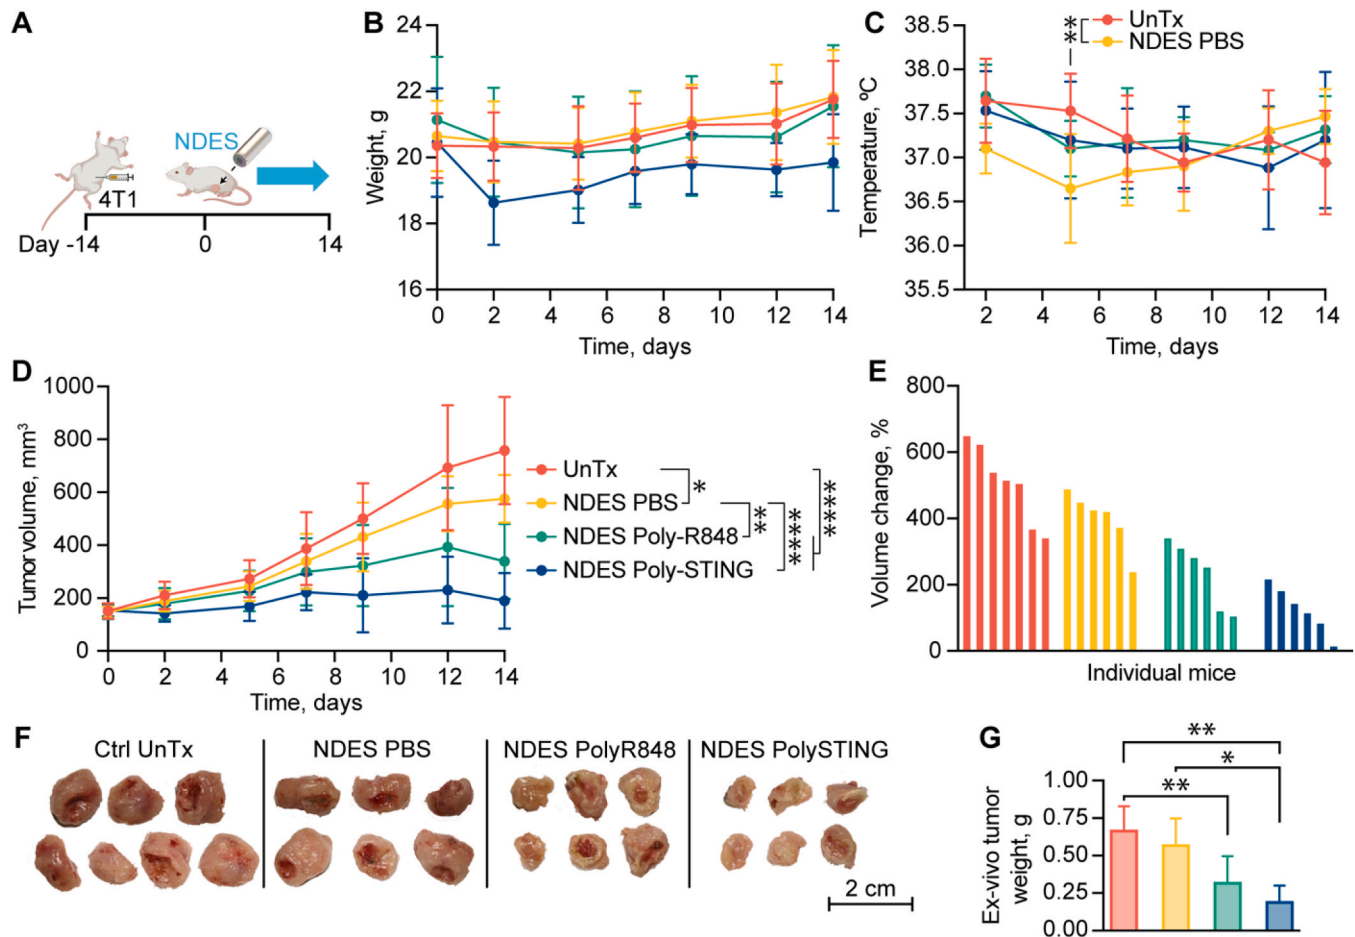 A
NDES
4T1
Day -14
0
14
B
Weight, g
24
22
20
18
16
0 2 4 6 8 10 12 14
Time, days
C
Temperature, ºC
38.5
38.0
37.5
37.0
36.5
36.0
35.5
**
UnTx
NDES PBS
2 4 6 8 10 12 14
Time, days
D
Tumor volume, mm³
1000
800
600
400
200
0
0 2 4 6 8 10 12 14
Time, days
UnTx
NDES PBS
NDES Poly-R848
NDES Poly-STING
*
**
****
****
E
Volume change, %
800
600
400
200
0
Individual mice
F
Ctrl UnTx
NDES PBS
NDES PolyR848
NDES PolySTING
2 cm
G
Ex-vivo tumor
weight, g
1.00
0.75
0.50
0.25
0.00
**
*
**